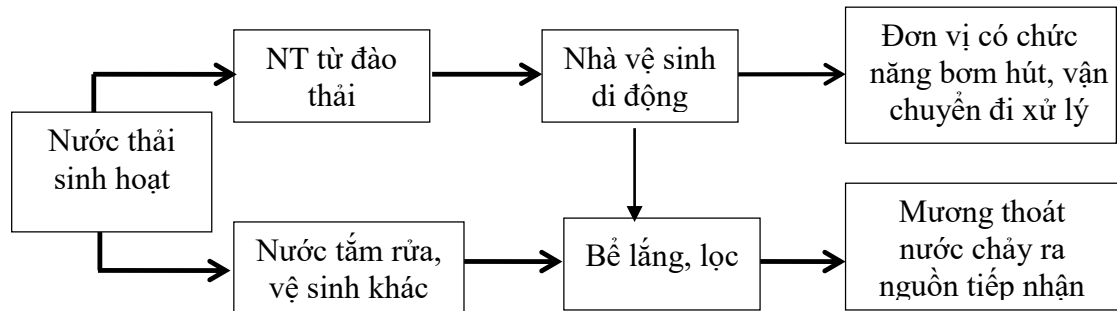 NT từ đào
thải
Nhà vệ sinh
di động
Đơn vị có chức
năng bơm hút, vận
chuyển đi xử lý
Nước thải
sinh hoạt
Nước tắm rửa,
vệ sinh khác
Bể lắng, lọc
Mương thoát
nước chảy ra
nguồn tiếp nhận